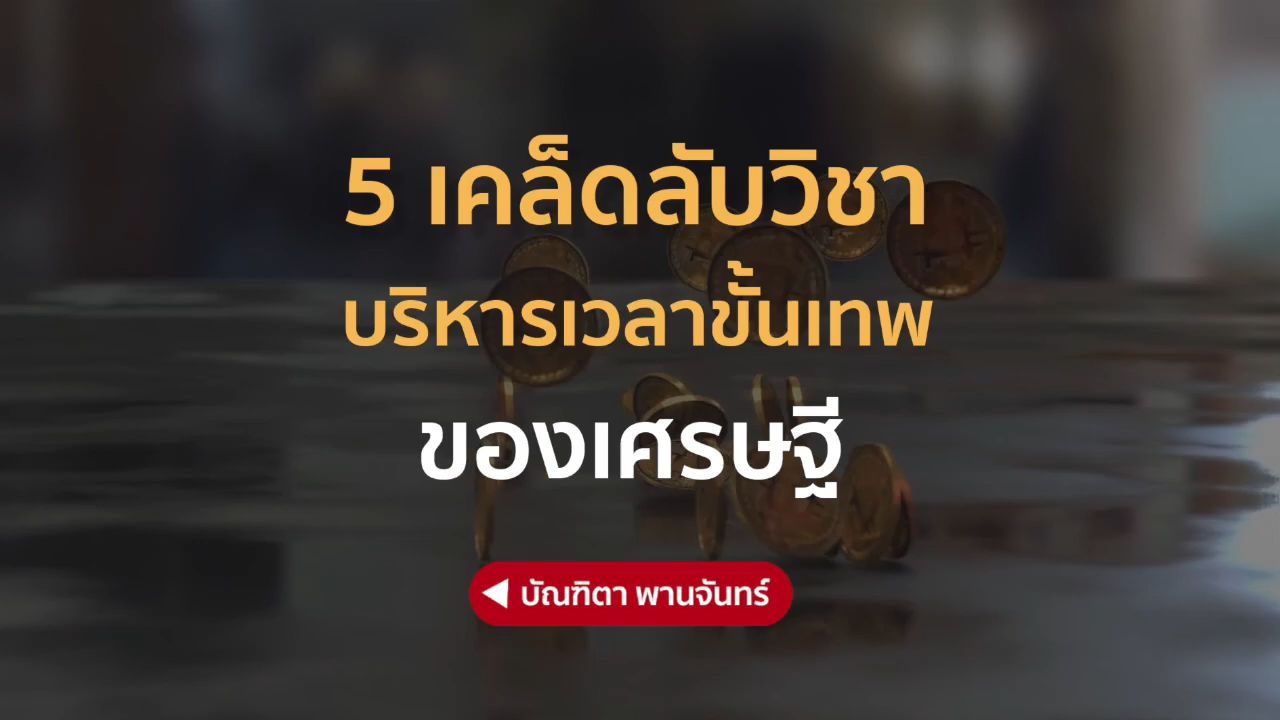 5 เคล็ดลับวิชา
บริหารเวลาขั้นเทพ
ของเศรษฐี
บัณฑิตา พานจันทร์